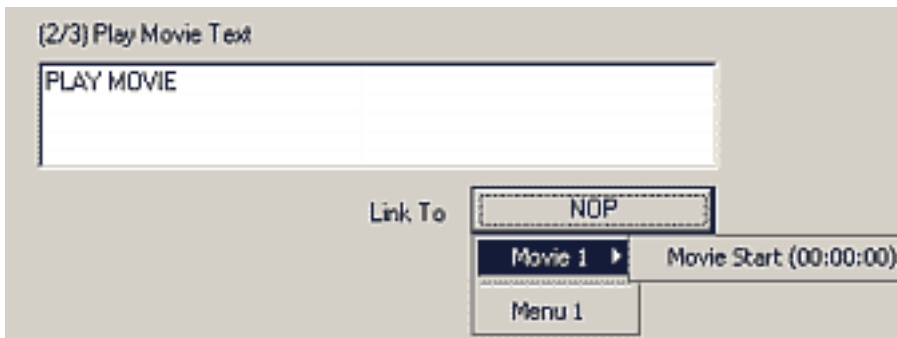 (2/3) Play Movie Text
PLAY MOVIE
Link To NOP
Movie 1 Movie Start (00:00:00)
Menu 1